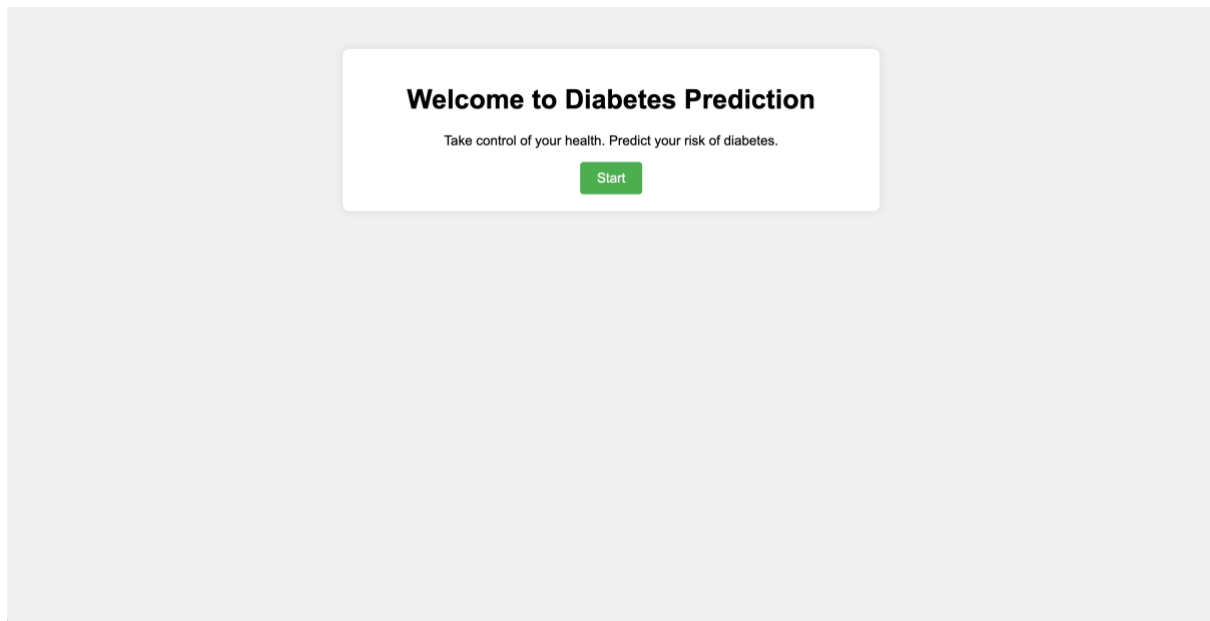 Welcome to Diabetes Prediction
Take control of your health. Predict your risk of diabetes.
Start